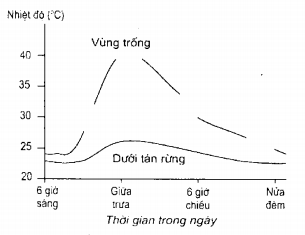 Nhiệt độ (°C)
Vùng trống
40
35
30
25
Dưới tán rừng
20
6 giờ sáng
Giữa trưa
6 giờ chiều
Nửa đêm
Thời gian trong ngày